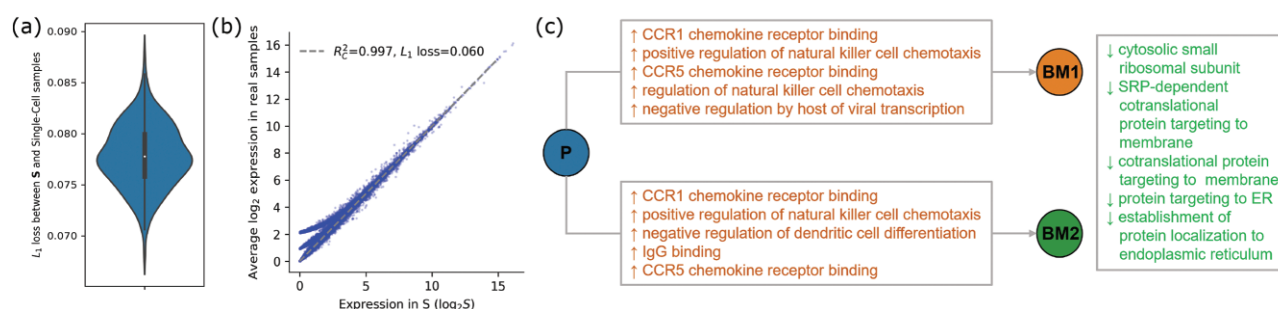 (a)
0.090
0.085
0.080
0.075
0.070
L₁ loss between S and Single-Cell samples
(b)
16
14
12
10
8
6
4
2
0
Average log₂ expression in real samples
R²_C=0.997, L₁ loss=0.060
0 5 10 15
Expression in S (log₂S)
(c)
P
↑ CCR1 chemokine receptor binding
↑ positive regulation of natural killer cell chemotaxis
↑ CCR5 chemokine receptor binding
↑ regulation of natural killer cell chemotaxis
↑ negative regulation by host of viral transcription
BM1
↑ CCR1 chemokine receptor binding
↑ positive regulation of natural killer cell chemotaxis
↑ negative regulation of dendritic cell differentiation
↑ IgG binding
↑ CCR5 chemokine receptor binding
BM2
↓ cytosolic small
ribosomal subunit
↓ SRP-dependent
cotranslational
protein targeting to
membrane
↓ cotranslational protein
targeting to membrane
↓ protein targeting to ER
↓ establishment of
protein localization to
endoplasmic reticulum